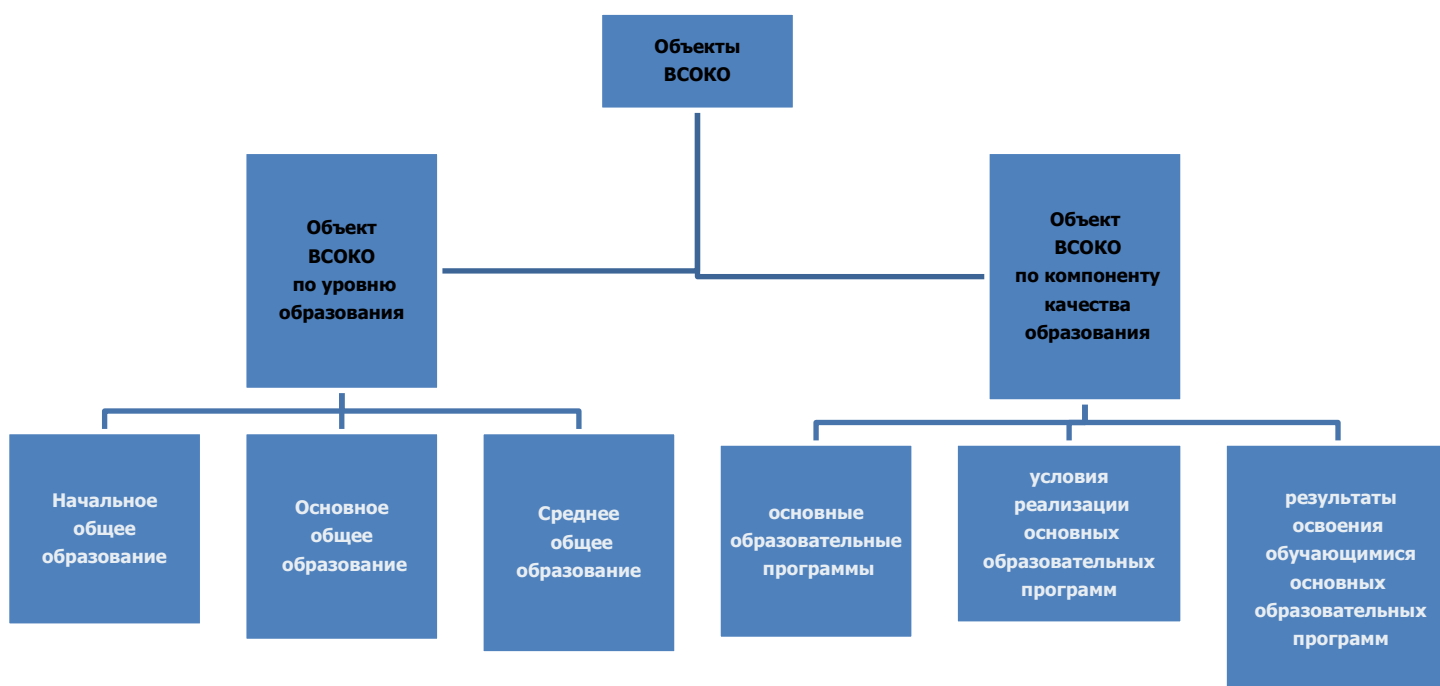 Объекты
ВСОКО
Объект
ВСОКО
по уровню
образования
Объект
ВСОКО
по компоненту
качества
образования
Начальное
общее
образование
Основное
общее
образование
Среднее
общее
образование
основные
образовательные
программы
условия
реализации
основных
образовательных
программ
результаты
освоения
обучающимися
основных
образовательных
программ